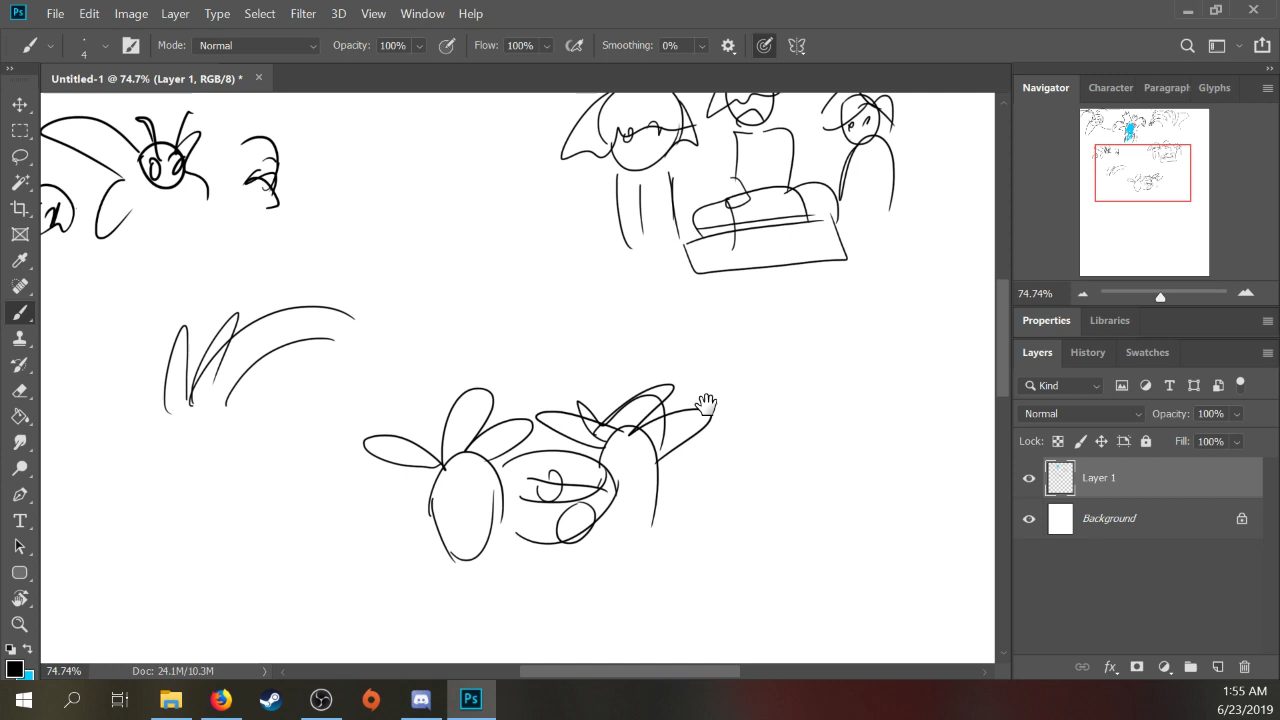 Ps File Edit Image Layer Type Select Filter 3D View Window Help
4 Mode: Normal Opacity: 100% Flow: 100% Smoothing: 0%
Untitled-1 @ 74.7% (Layer 1, RGB/8) * ×
Navigator Character Paragraph Glyphs
74.74%
Properties Libraries
Layers History Swatches
Kind
Normal Opacity: 100%
Lock: Fill: 100%
Layer 1
Background
74.74% Doc: 24.1M/10.3M
Ps
1:55 AM
6/23/2019